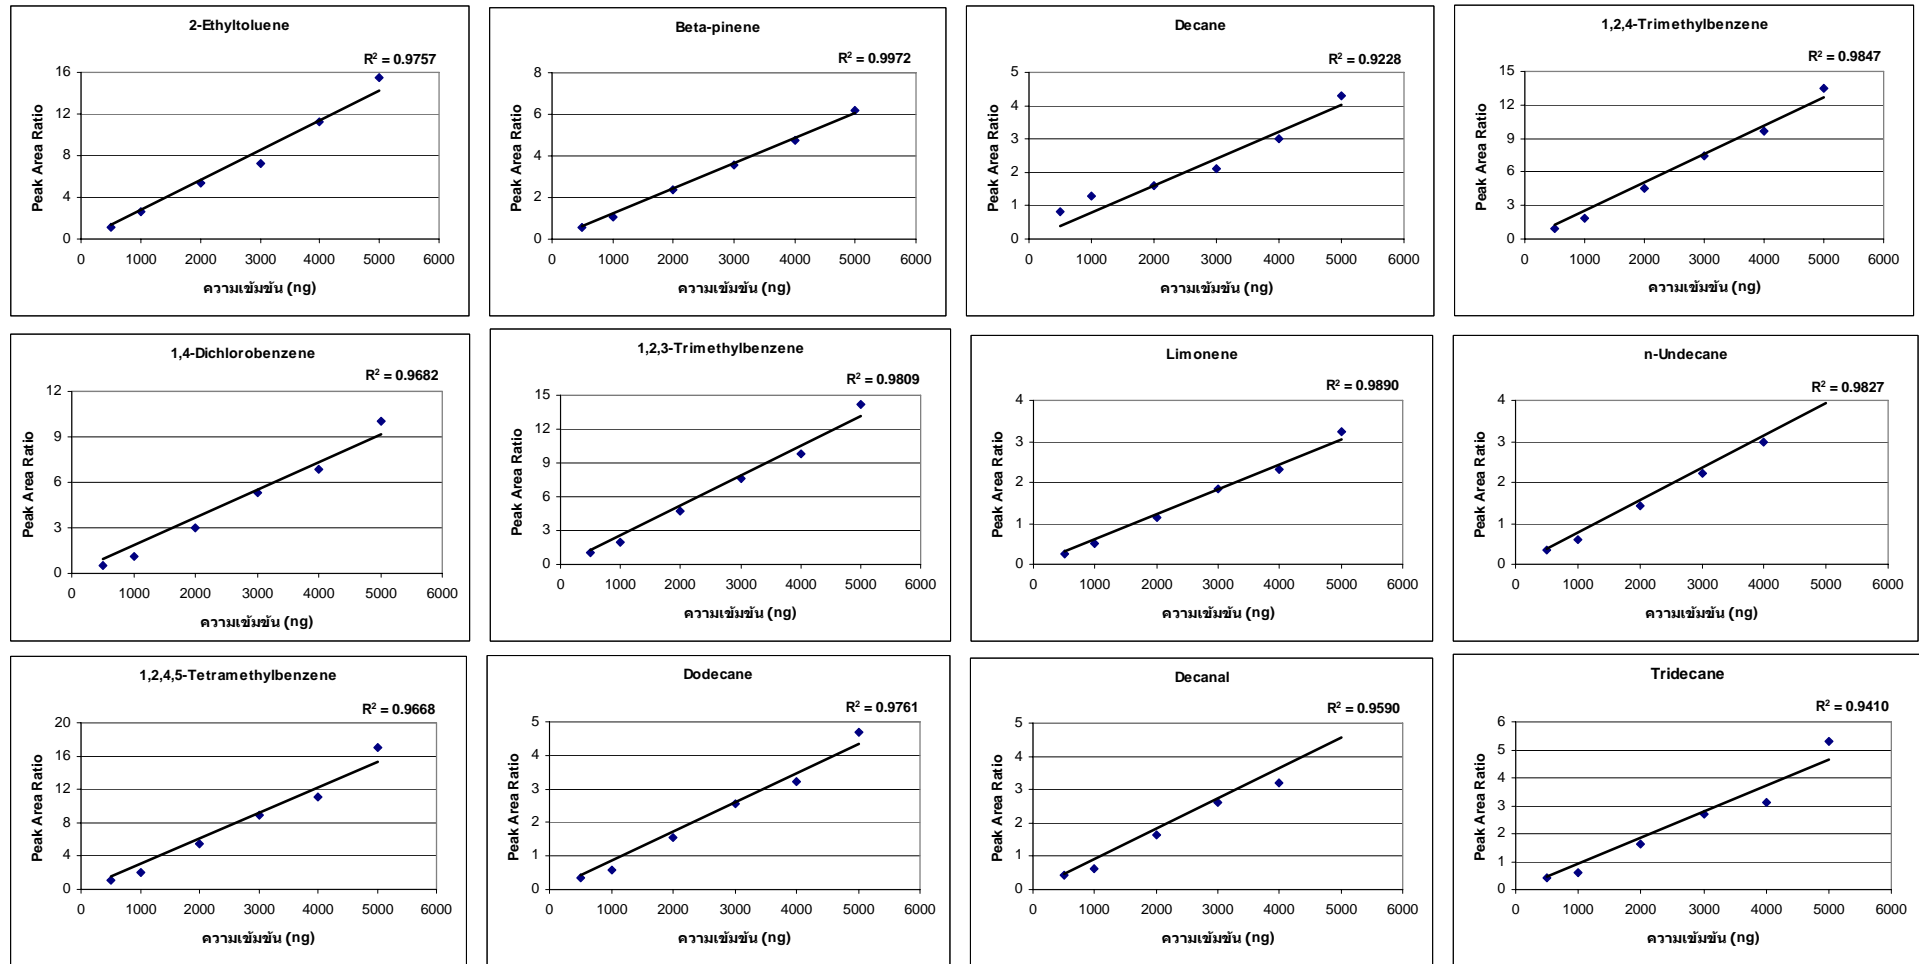 2-Ethyltoluene
R² = 0.9757
16
12
8
4
0
Peak Area Ratio
0 1000 2000 3000 4000 5000 6000
ความเข้มข้น (ng)
Beta-pinene
R² = 0.9972
8
6
4
2
0
Peak Area Ratio
0 1000 2000 3000 4000 5000 6000
ความเข้มข้น (ng)
Decane
R² = 0.9228
5
4
3
2
1
0
Peak Area Ratio
0 1000 2000 3000 4000 5000 6000
ความเข้มข้น (ng)
1,2,4-Trimethylbenzene
R² = 0.9847
15
12
9
6
3
0
Peak Area Ratio
0 1000 2000 3000 4000 5000 6000
ความเข้มข้น (ng)
1,4-Dichlorobenzene
R² = 0.9682
12
9
6
3
0
Peak Area Ratio
0 1000 2000 3000 4000 5000 6000
ความเข้มข้น (ng)
1,2,3-Trimethylbenzene
R² = 0.9809
15
12
9
6
3
0
Peak Area Ratio
0 1000 2000 3000 4000 5000 6000
ความเข้มข้น (ng)
Limonene
R² = 0.9890
4
3
2
1
0
Peak Area Ratio
0 1000 2000 3000 4000 5000 6000
ความเข้มข้น (ng)
n-Undecane
R² = 0.9827
4
3
2
1
0
Peak Area Ratio
0 1000 2000 3000 4000 5000 6000
ความเข้มข้น (ng)
1,2,4,5-Tetramethylbenzene
R² = 0.9668
20
16
12
8
4
0
Peak Area Ratio
0 1000 2000 3000 4000 5000 6000
ความเข้มข้น (ng)
Dodecane
R² = 0.9761
5
4
3
2
1
0
Peak Area Ratio
0 1000 2000 3000 4000 5000 6000
ความเข้มข้น (ng)
Decanal
R² = 0.9590
5
4
3
2
1
0
Peak Area Ratio
0 1000 2000 3000 4000 5000 6000
ความเข้มข้น (ng)
Tridecane
R² = 0.9410
6
5
4
3
2
1
0
Peak Area Ratio
0 1000 2000 3000 4000 5000 6000
ความเข้มข้น (ng)